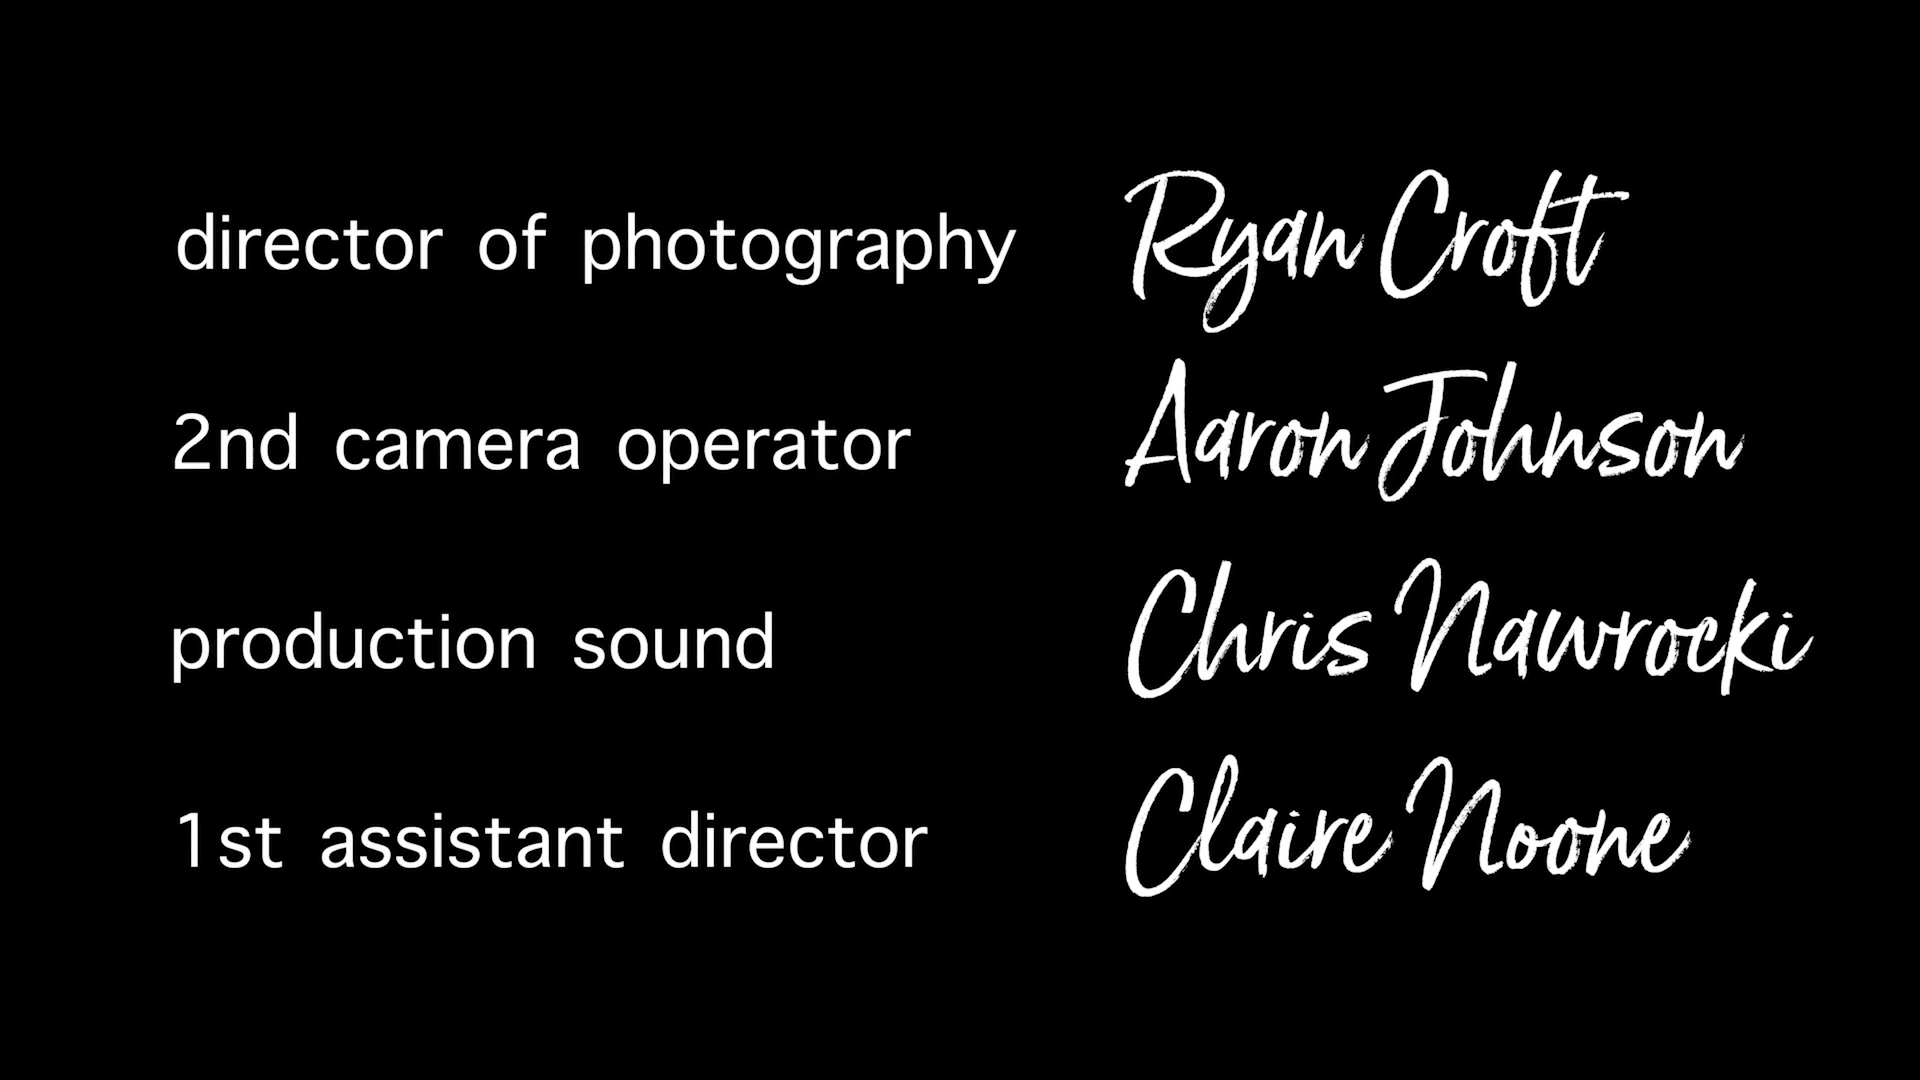 director of photography Ryan Croft
2nd camera operator Aaron Johnson
production sound Chris Nawrocki
1st assistant director Claire Noone